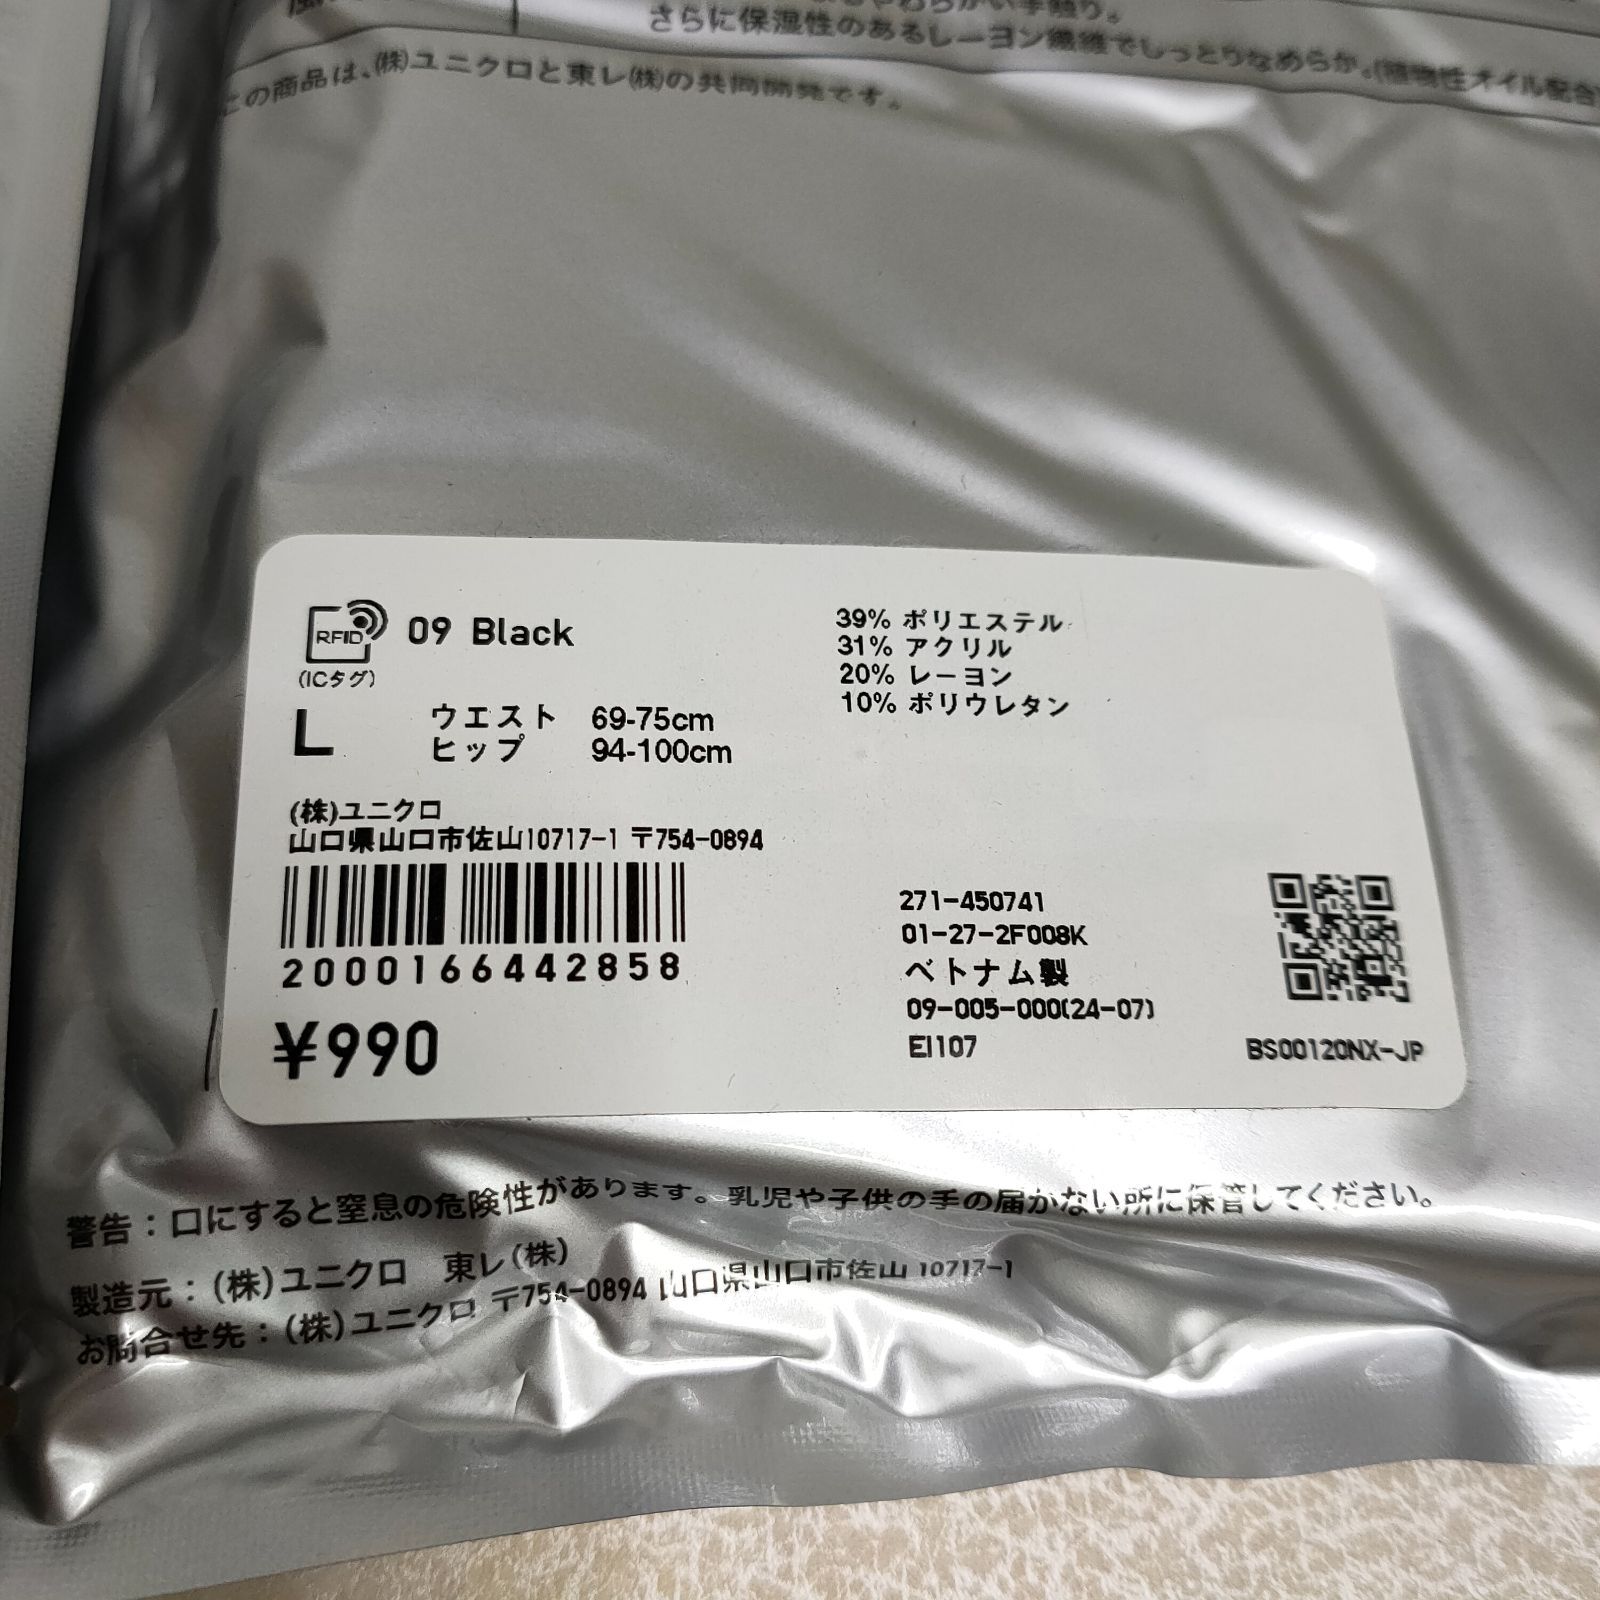 さらに保湿性のあるレーヨン繊維でしっとりなめらか。(植物性オイル配合
この商品は、(株)ユニクロと東レ(株)の共同開発です。
RFID
(ICタグ)
09 Black
L
ウエスト 69-75cm
ヒップ 94-100cm
39% ポリエステル
31% アクリル
20% レーヨン
10% ポリウレタン
(株)ユニクロ
山口県山口市佐山10717-1 〒754-0894
2000166442858
¥990
271-450741
01-27-2F008K
ベトナム製
09-005-000(24-07)
EI107
BS00120NX-JP
警告：口にすると窒息の危険性があります。乳児や子供の手の届かない所に保管してください。
製造元：(株)ユニクロ 東レ(株)
お問合せ先：(株)ユニクロ 〒754-0894 山口県山口市佐山 10717-1